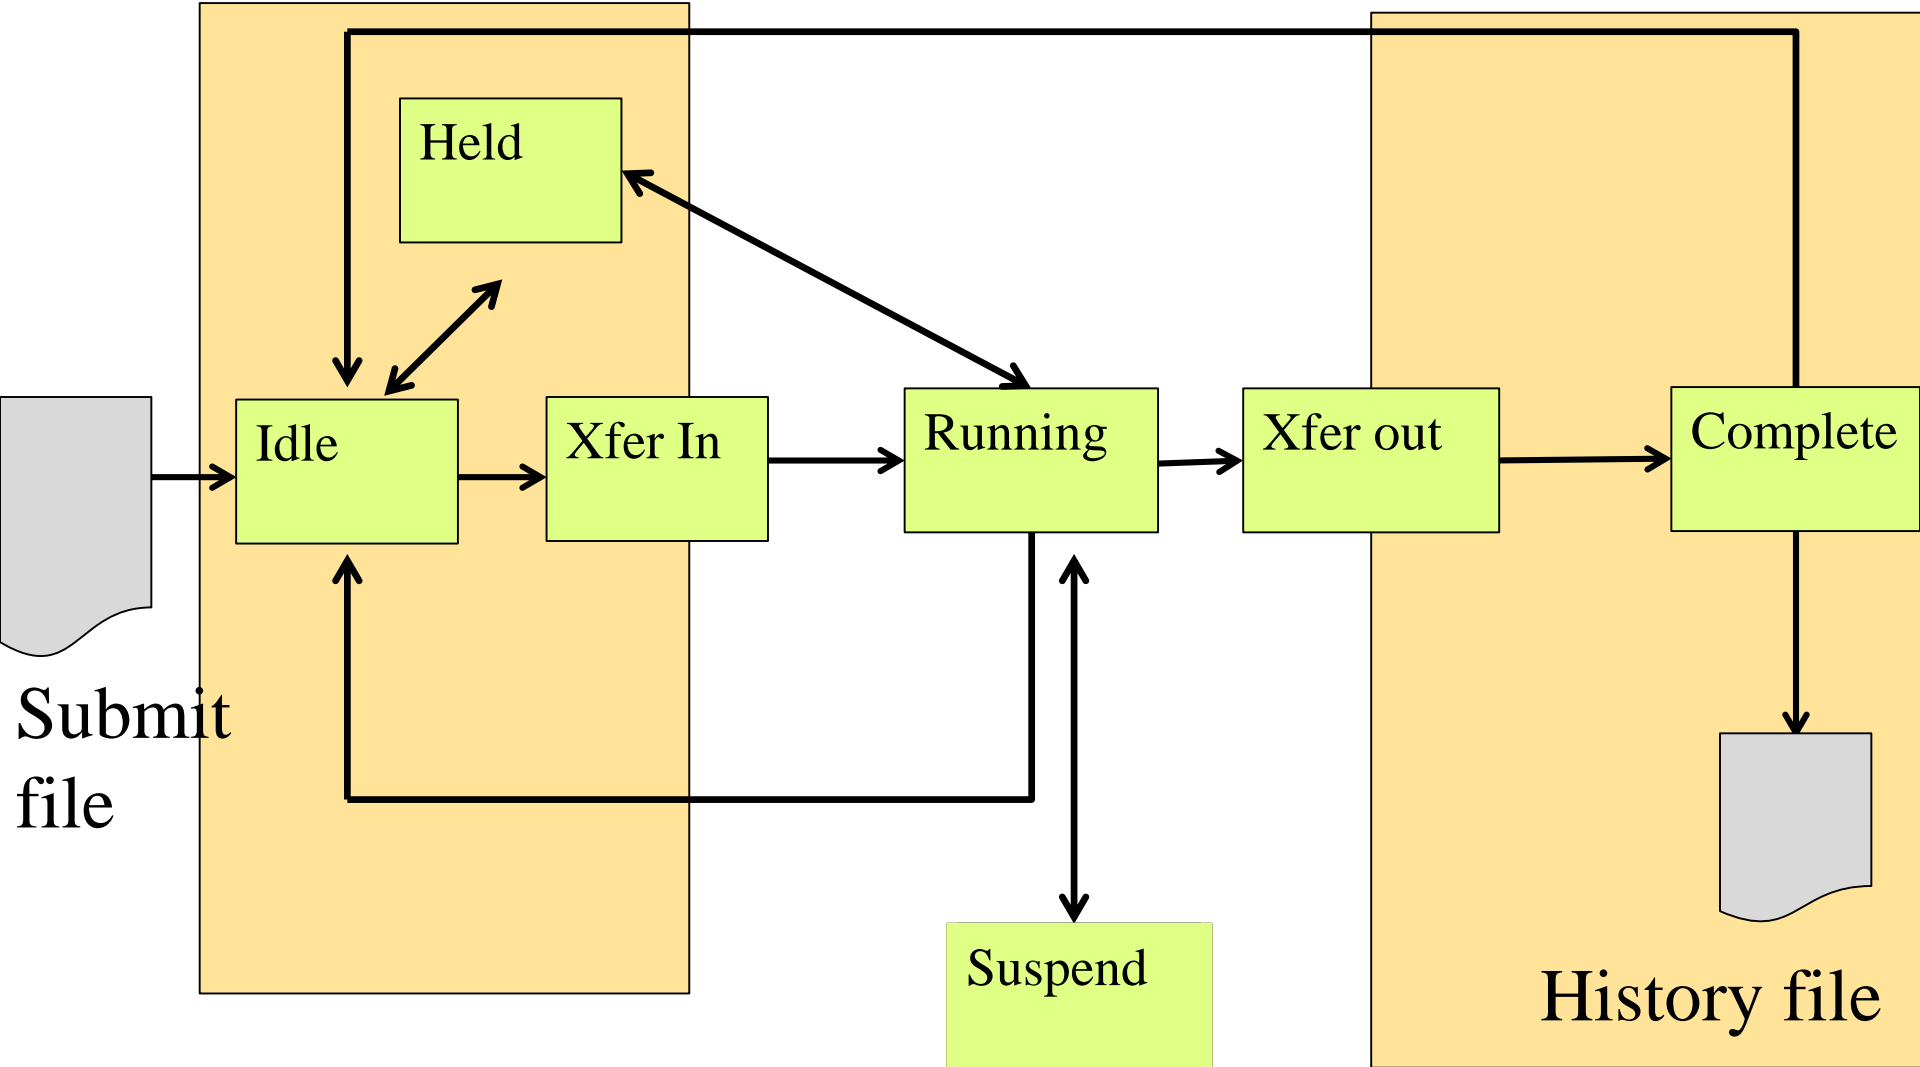 Held
Idle
Xfer In
Running
Xfer out
Complete
Submit
file
Suspend
History file